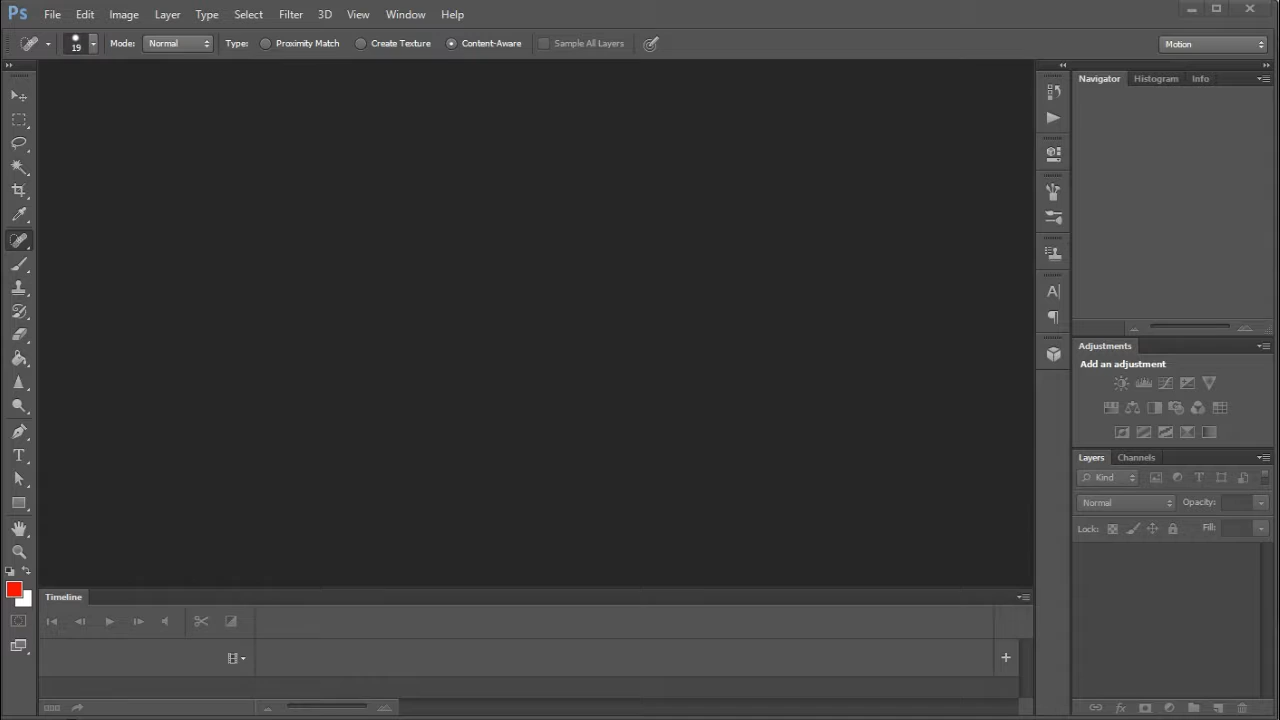 Ps File Edit Image Layer Type Select Filter 3D View Window Help
19 Mode: Normal Type: Proximity Match Create Texture Content-Aware Sample All Layers Motion
Navigator Histogram Info
Adjustments
Add an adjustment
Layers Channels
Kind
Normal Opacity:
Lock: Fill:
Timeline